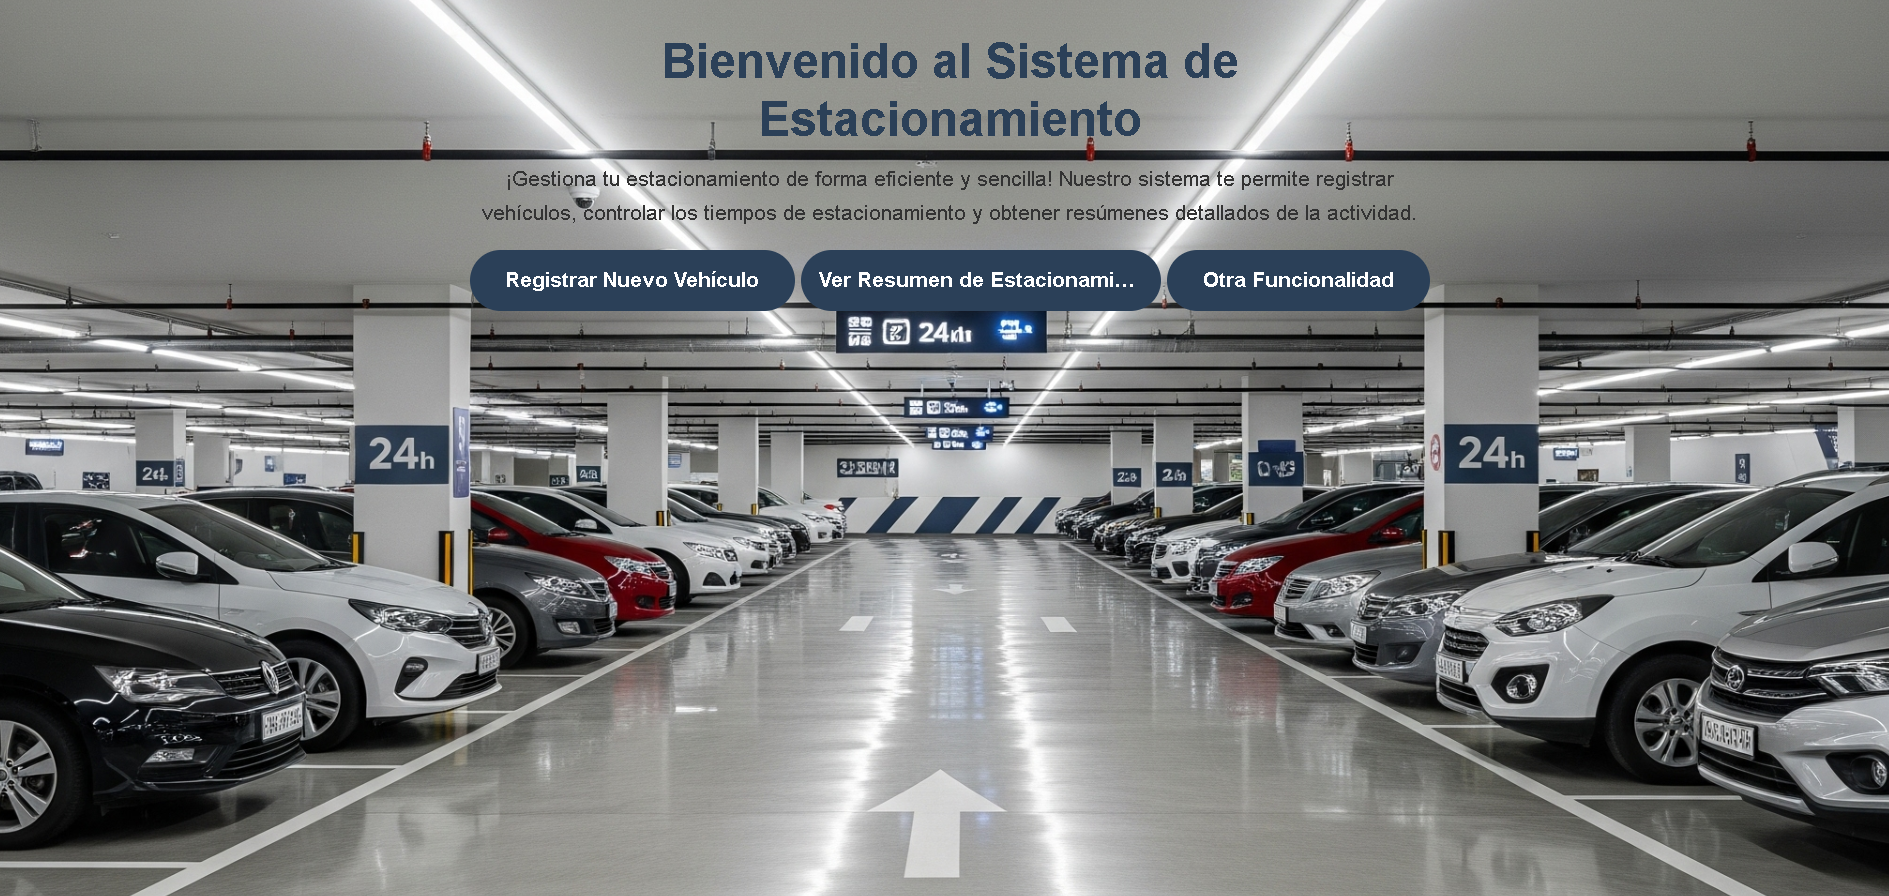 Bienvenido al Sistema de
Estacionamiento
¡Gestiona tu estacionamiento de forma eficiente y sencilla! Nuestro sistema te permite registrar
vehículos, controlar los tiempos de estacionamiento y obtener resúmenes detallados de la actividad.
Registrar Nuevo Vehículo
Ver Resumen de Estacionami...
Otra Funcionalidad
24h
24h